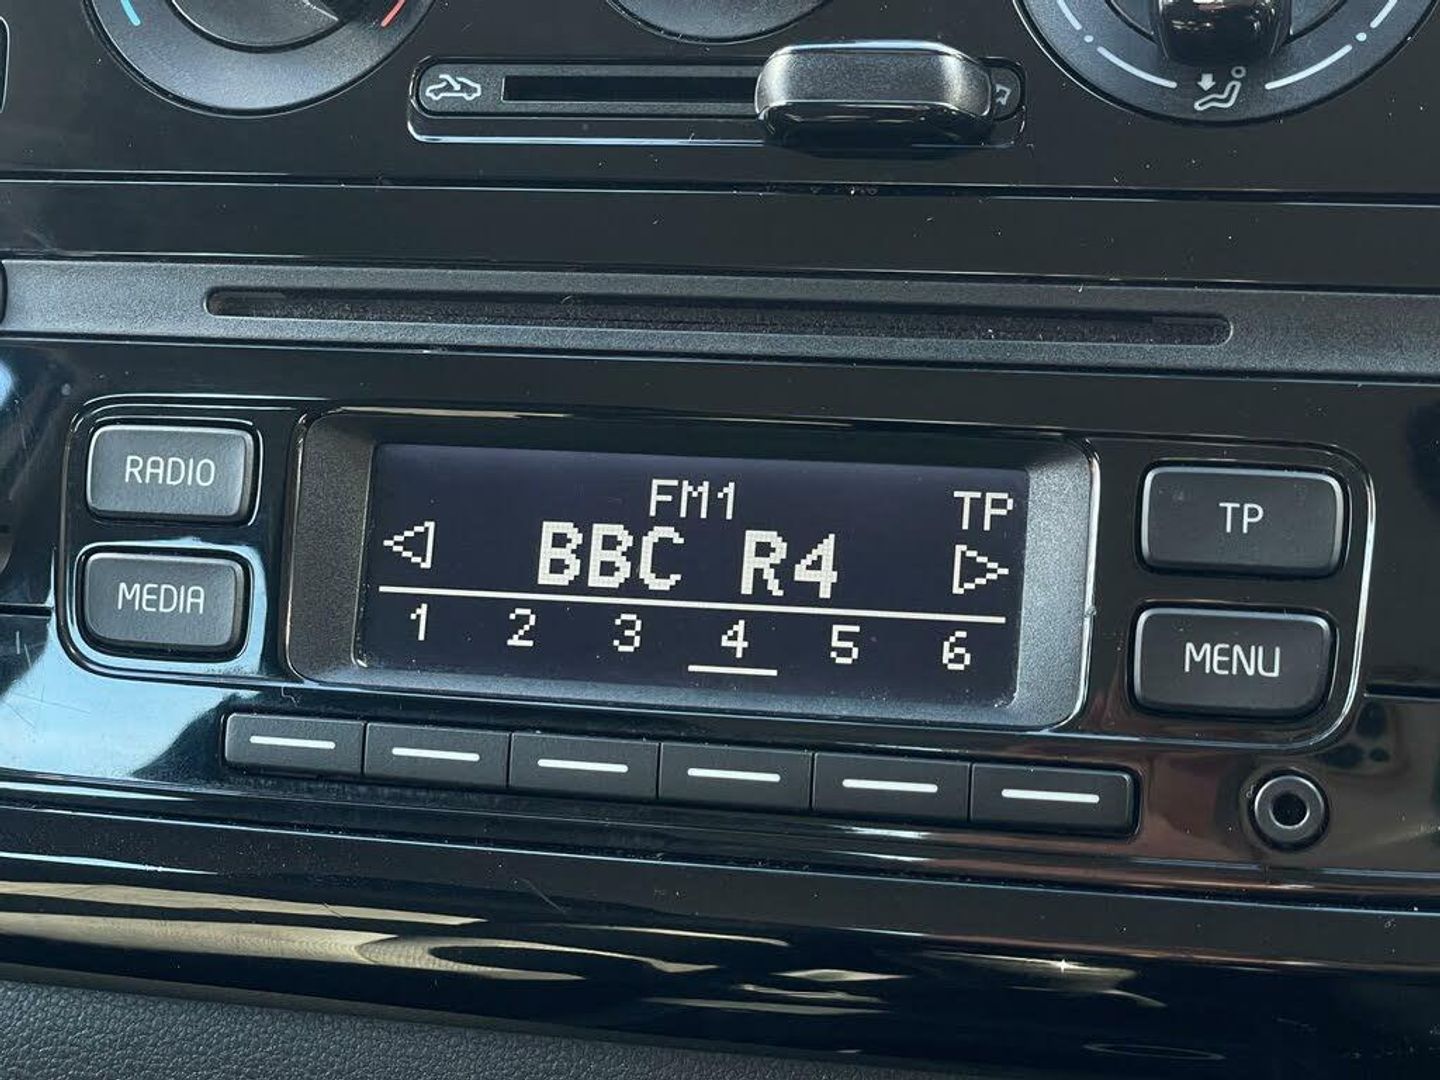 RADIO
MEDIA
FM1 TP
BBC R4
1 2 3 4 5 6
TP
MENU